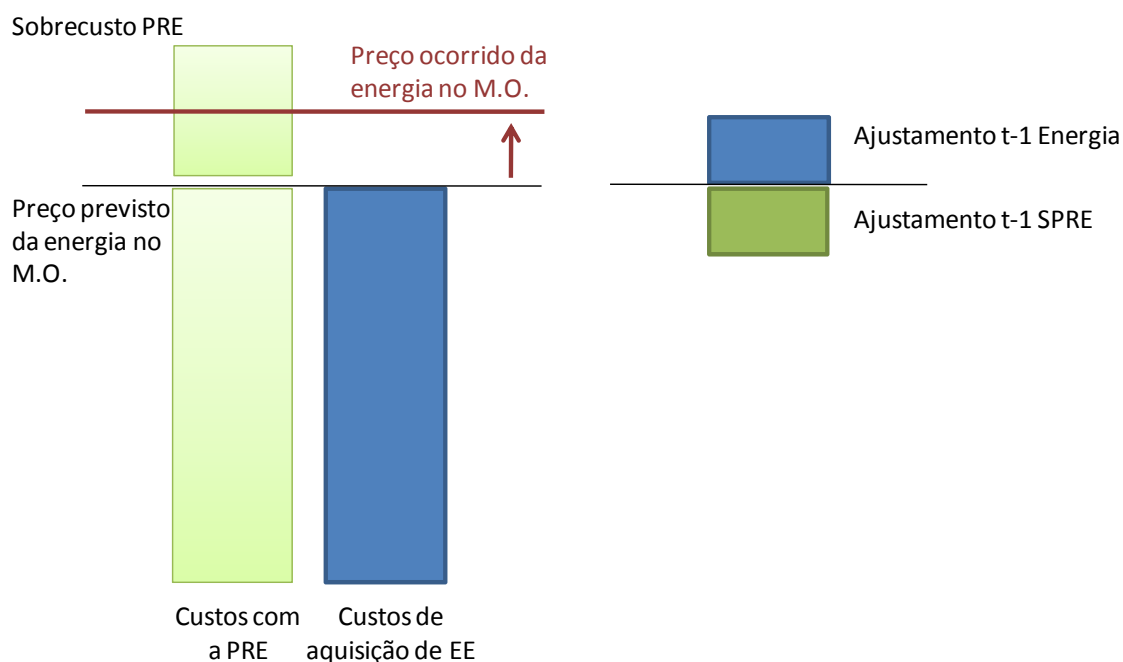 Sobrecusto PRE
Preço ocorrido da
energia no M.O.
Preço previsto
da energia no
M.O.
Custos com
a PRE
Custos de
aquisição de EE
Ajustamento t-1 Energia
Ajustamento t-1 SPRE